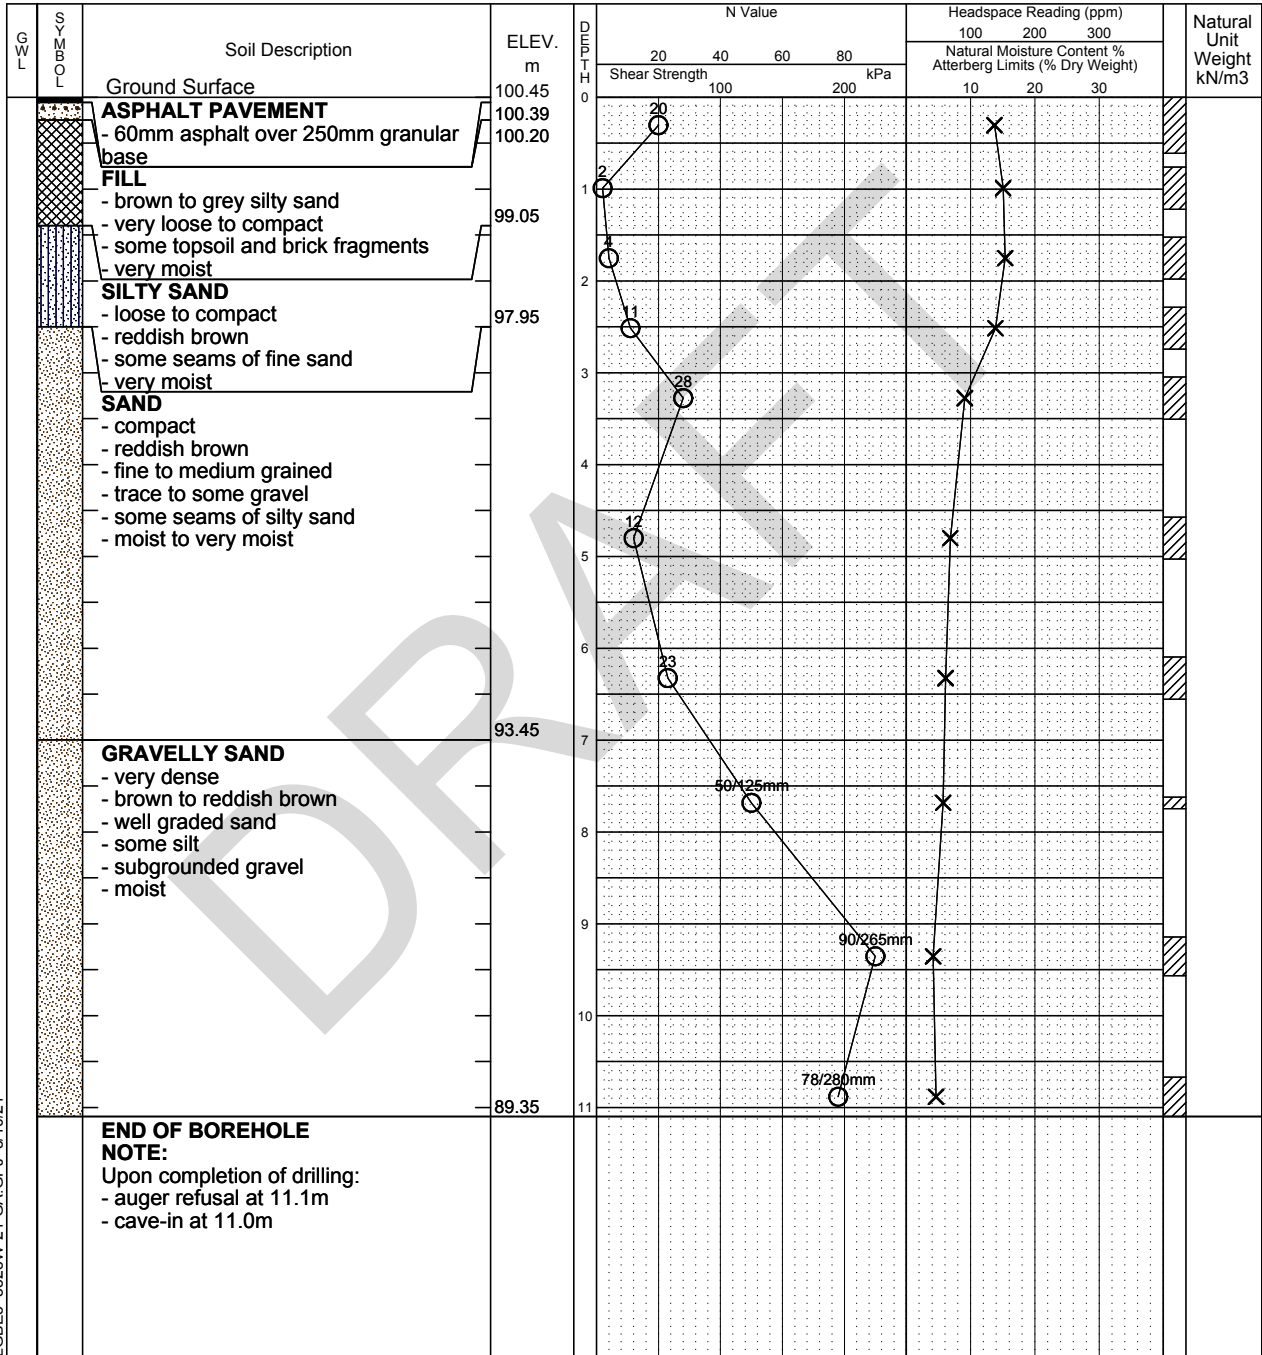 GWL
SYMBOL
Soil Description
Ground Surface
ELEV.
m
DEPTH
N Value
20 40 60 80
Shear Strength kPa
100 200
Headspace Reading (ppm)
100 200 300
Natural Moisture Content %
Atterberg Limits (% Dry Weight)
10 20 30
Natural
Unit
Weight
kN/m3
100.45
0
ASPHALT PAVEMENT
100.39
- 60mm asphalt over 250mm granular
100.20
base
20
FILL
2
1
- brown to grey silty sand
- very loose to compact
99.05
- some topsoil and brick fragments
4
- very moist
2
SILTY SAND
- loose to compact
97.95
11
- reddish brown
- some seams of fine sand
3
- very moist
28
SAND
- compact
- reddish brown
4
- fine to medium grained
- trace to some gravel
- some seams of silty sand
12
- moist to very moist
5
6
23
93.45
7
GRAVELLY SAND
- very dense
50/125mm
- brown to reddish brown
- well graded sand
8
- some silt
- subgrounded gravel
- moist
9
90/265mm
10
78/280mm
89.35
11
END OF BOREHOLE
NOTE:
Upon completion of drilling:
- auger refusal at 11.1m
- cave-in at 11.0m
DRAFT